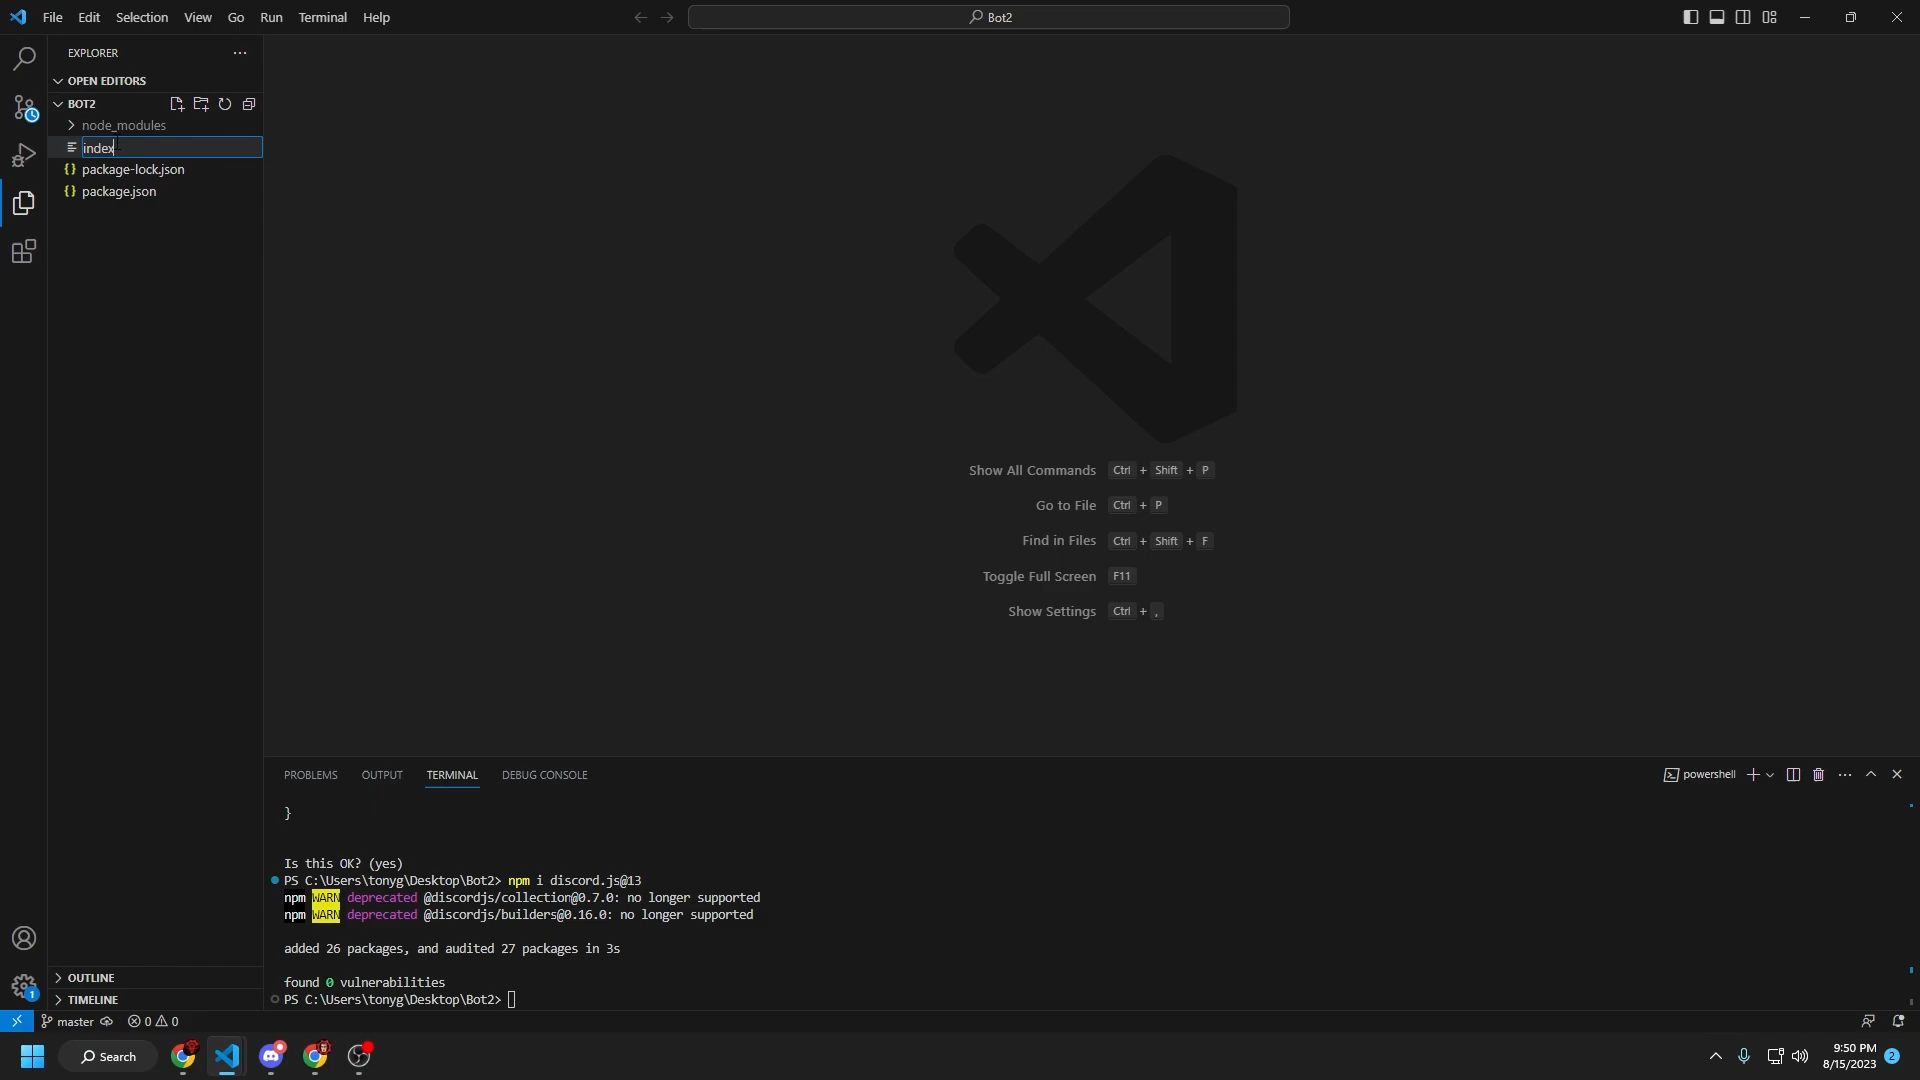 File Edit Selection View Go Run Terminal Help
Bot2
EXPLORER
OPEN EDITORS
BOT2
node_modules
index
package-lock.json
package.json
Show All Commands Ctrl + Shift + P
Go to File Ctrl + P
Find in Files Ctrl + Shift + F
Toggle Full Screen F11
Show Settings Ctrl + ,
PROBLEMS OUTPUT TERMINAL DEBUG CONSOLE
powershell
}
Is this OK? (yes)
PS C:\Users\tonyg\Desktop\Bot2> npm i discord.js@13
npm WARN deprecated @discordjs/collection@0.7.0: no longer supported
npm WARN deprecated @discordjs/builders@0.16.0: no longer supported
added 26 packages, and audited 27 packages in 3s
found 0 vulnerabilities
PS C:\Users\tonyg\Desktop\Bot2>
OUTLINE
TIMELINE
1
master 0 0
Search
9:50 PM
8/15/2023
2